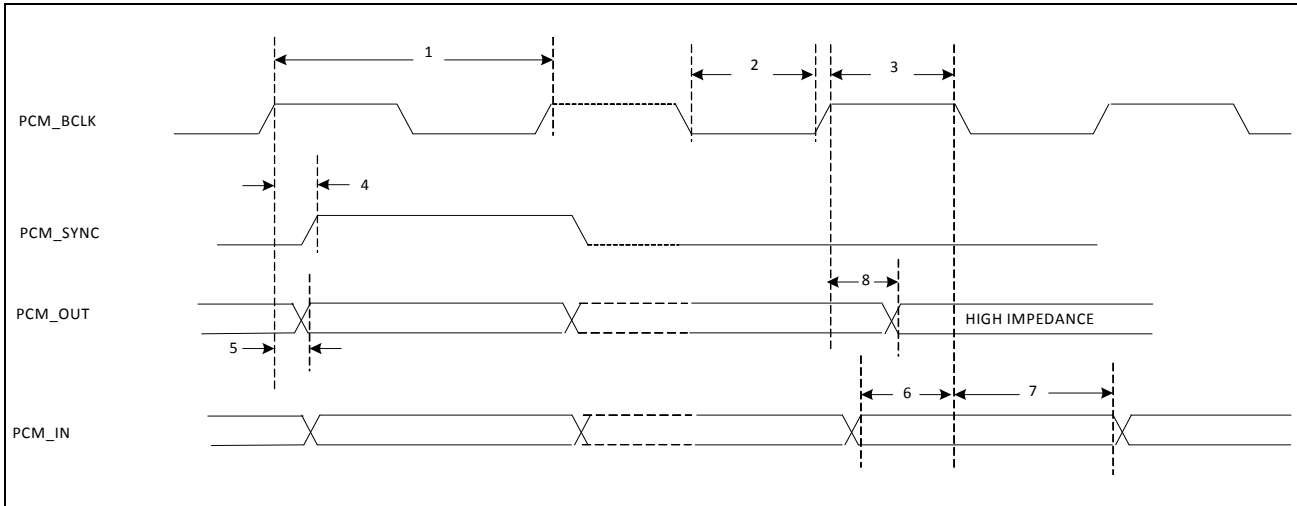 1
2
3
PCM_BCLK
4
PCM_SYNC
8
PCM_OUT
HIGH IMPEDANCE
5
6
7
PCM_IN